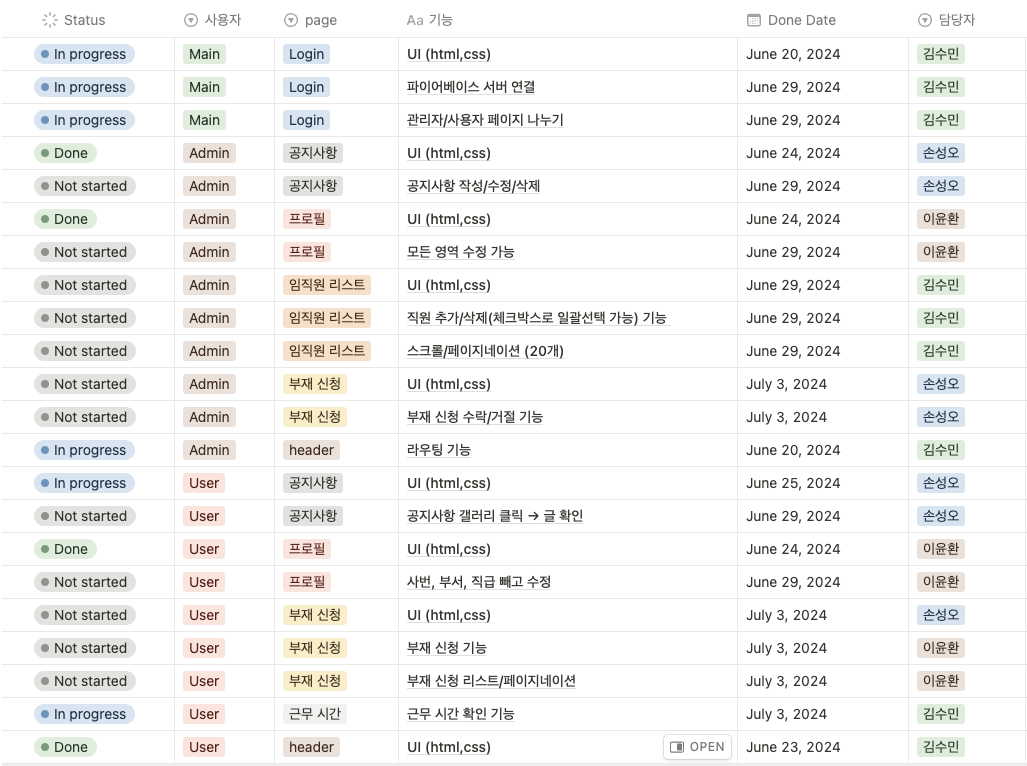 Status 사용자 page Aa 기능 Done Date 담당자
In progress Main Login UI (html,css) June 20, 2024 김수민
In progress Main Login 파이어베이스 서버 연결 June 29, 2024 김수민
In progress Main Login 관리자/사용자 페이지 나누기 June 29, 2024 김수민
Done Admin 공지사항 UI (html,css) June 24, 2024 손성오
Not started Admin 공지사항 공지사항 작성/수정/삭제 June 29, 2024 손성오
Done Admin 프로필 UI (html,css) June 24, 2024 이윤환
Not started Admin 프로필 모든 영역 수정 가능 June 29, 2024 이윤환
Not started Admin 임직원 리스트 UI (html,css) June 29, 2024 김수민
Not started Admin 임직원 리스트 직원 추가/삭제(체크박스로 일괄선택 가능) 기능 June 29, 2024 김수민
Not started Admin 임직원 리스트 스크롤/페이지네이션 (20개) June 29, 2024 김수민
Not started Admin 부재 신청 UI (html,css) July 3, 2024 손성오
Not started Admin 부재 신청 부재 신청 수락/거절 기능 July 3, 2024 손성오
In progress Admin header 라우팅 기능 June 20, 2024 김수민
In progress User 공지사항 UI (html,css) June 25, 2024 손성오
Not started User 공지사항 공지사항 갤러리 클릭 → 글 확인 June 29, 2024 손성오
Done User 프로필 UI (html,css) June 24, 2024 이윤환
Not started User 프로필 사번, 부서, 직급 빼고 수정 June 29, 2024 이윤환
Not started User 부재 신청 UI (html,css) July 3, 2024 손성오
Not started User 부재 신청 부재 신청 기능 July 3, 2024 이윤환
Not started User 부재 신청 부재 신청 리스트/페이지네이션 July 3, 2024 이윤환
In progress User 근무 시간 근무 시간 확인 기능 July 3, 2024 김수민
Done User header UI (html,css) OPEN June 23, 2024 김수민